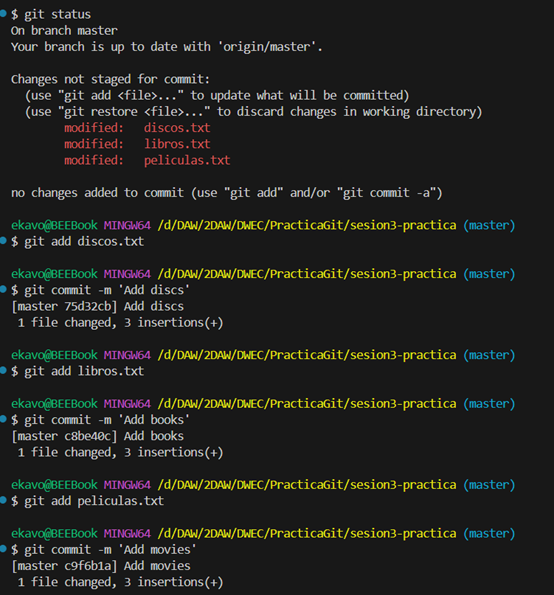 $ git status
On branch master
Your branch is up to date with 'origin/master'.
Changes not staged for commit:
  (use "git add <file>..." to update what will be committed)
  (use "git restore <file>..." to discard changes in working directory)
        modified:   discos.txt
        modified:   libros.txt
        modified:   peliculas.txt
no changes added to commit (use "git add" and/or "git commit -a")
ekavo@BEEBook MINGW64 /d/DAW/2DAW/DWEC/PracticaGit/sesion3-practica (master)
$ git add discos.txt
ekavo@BEEBook MINGW64 /d/DAW/2DAW/DWEC/PracticaGit/sesion3-practica (master)
$ git commit -m 'Add discs'
[master 75d32cb] Add discs
 1 file changed, 3 insertions(+)
ekavo@BEEBook MINGW64 /d/DAW/2DAW/DWEC/PracticaGit/sesion3-practica (master)
$ git add libros.txt
ekavo@BEEBook MINGW64 /d/DAW/2DAW/DWEC/PracticaGit/sesion3-practica (master)
$ git commit -m 'Add books'
[master c8be40c] Add books
 1 file changed, 3 insertions(+)
ekavo@BEEBook MINGW64 /d/DAW/2DAW/DWEC/PracticaGit/sesion3-practica (master)
$ git add peliculas.txt
ekavo@BEEBook MINGW64 /d/DAW/2DAW/DWEC/PracticaGit/sesion3-practica (master)
$ git commit -m 'Add movies'
[master c9f6b1a] Add movies
 1 file changed, 3 insertions(+)